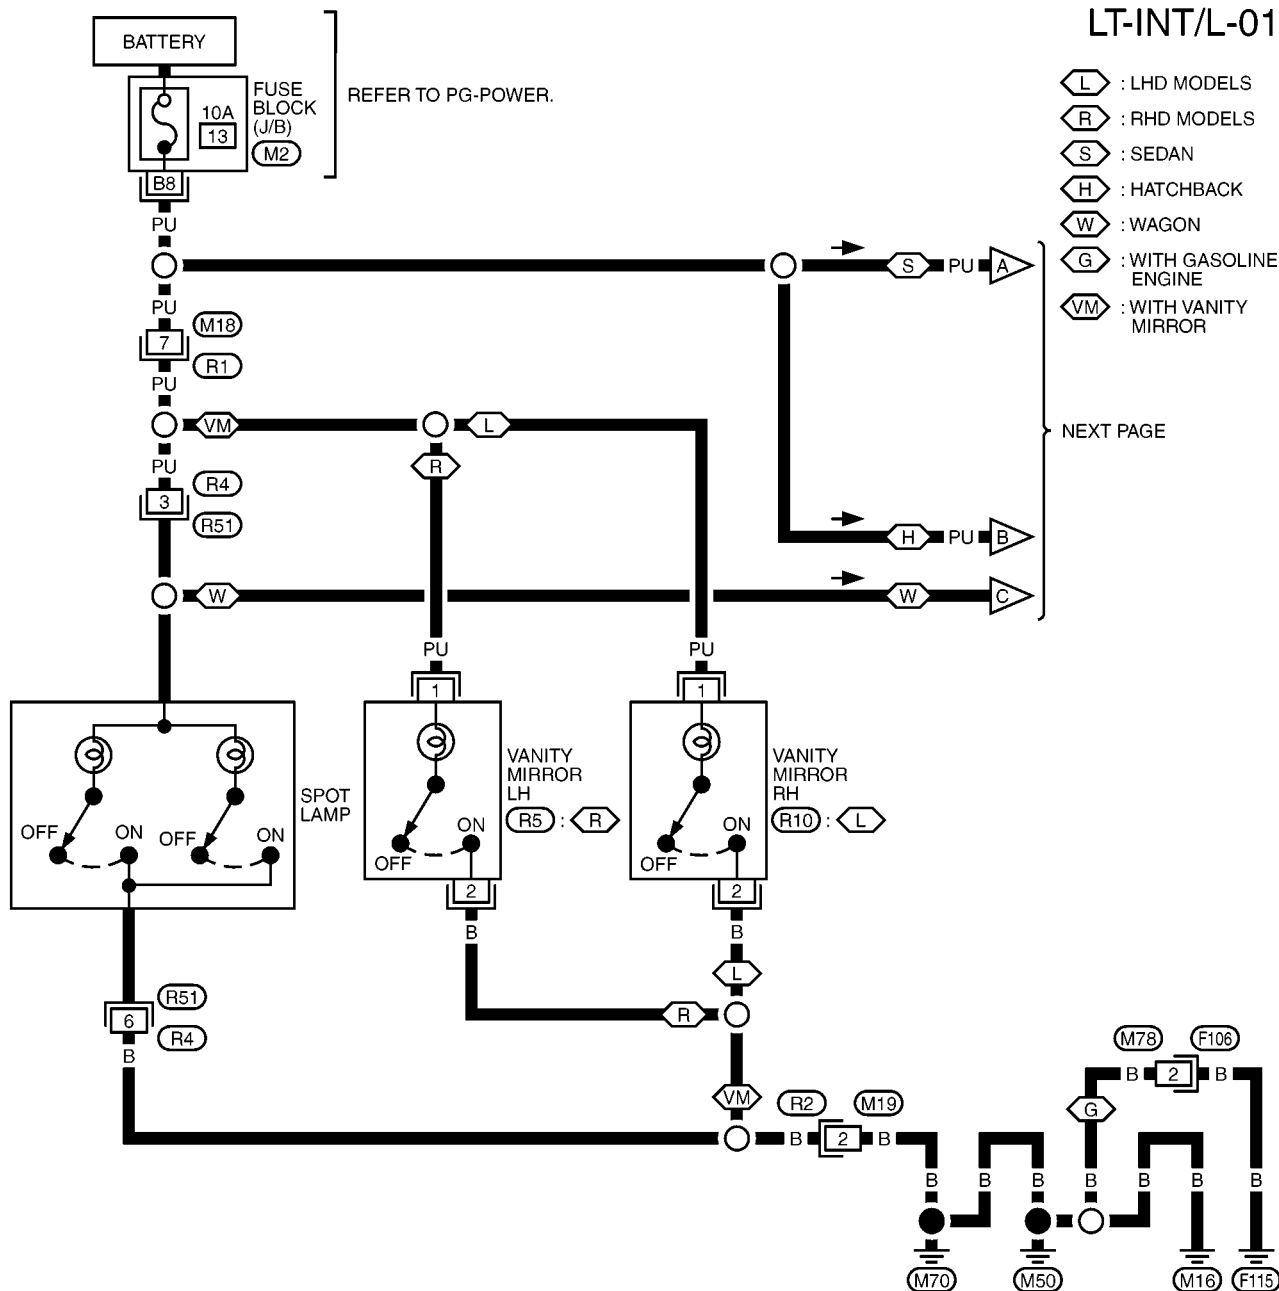 LT-INT/L-01
BATTERY
FUSE
BLOCK
(J/B)
10A
13
M2
REFER TO PG-POWER.
L : LHD MODELS
R : RHD MODELS
S : SEDAN
H : HATCHBACK
W : WAGON
G : WITH GASOLINE
ENGINE
VM : WITH VANITY
MIRROR
B8
PU
S PU A
PU
M18
7
R1
PU
VM L
R
PU
R4
3
R51
NEXT PAGE
H PU B
W W C
PU PU
1 1
SPOT
LAMP
OFF ON OFF ON
VANITY
MIRROR
LH
R5 : R
OFF ON
VANITY
MIRROR
RH
R10 : L
OFF ON
2 2
B B
L
R
R51
6
R4
B
VM
R2 M19
B 2 B
M78 F106
B 2 B
G
B B B B B B
M70 M50 M16 F115